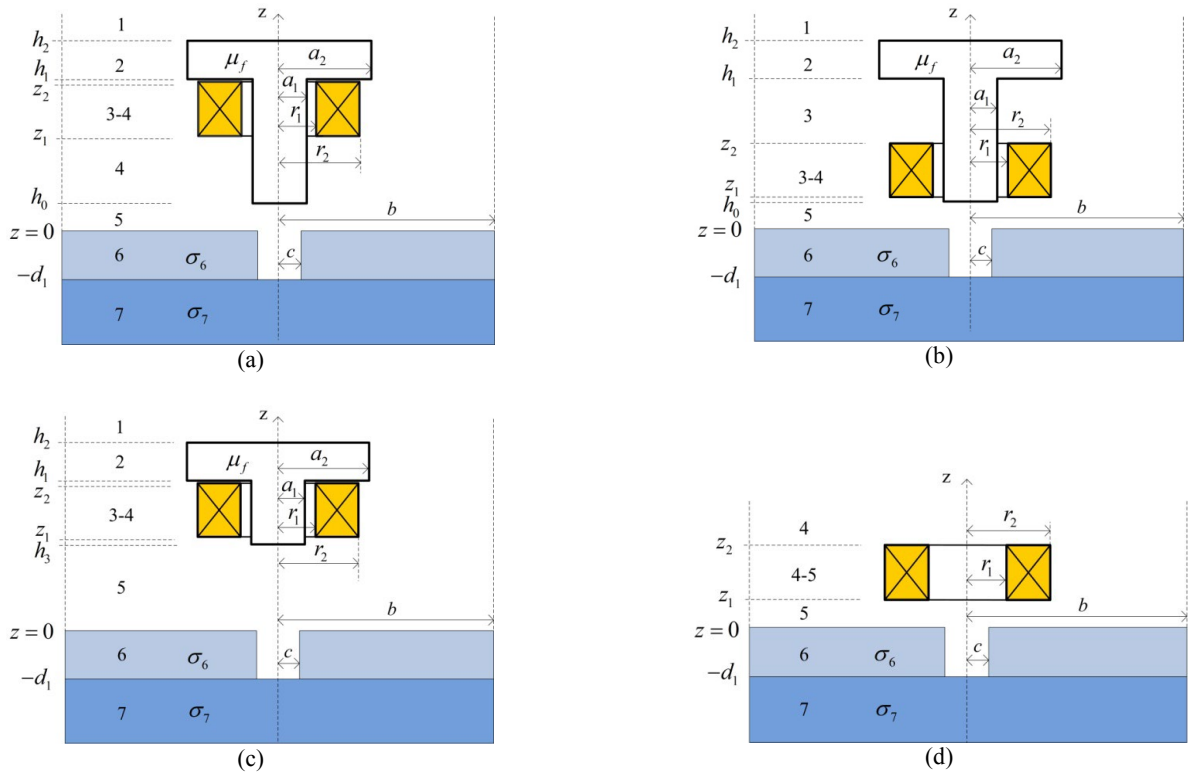 z
1
h₂
2
μ_f
a₂
h₁
z₂
a₁
3-4
r₁
z₁
r₂
4
h₀
5
b
z = 0
c
6
σ₆
−d₁
7
σ₇
(a)
z
1
h₂
2
μ_f
a₂
h₁
a₁
3
r₂
z₂
r₁
3-4
z₁
h₀
5
b
z = 0
c
6
σ₆
−d₁
7
σ₇
(b)
z
1
h₂
2
μ_f
a₂
h₁
z₂
a₁
3-4
r₁
z₁
h₃
r₂
5
b
z = 0
c
6
σ₆
−d₁
7
σ₇
(c)
z
4
r₂
z₂
4-5
r₁
z₁
5
b
z = 0
c
6
σ₆
−d₁
7
σ₇
(d)